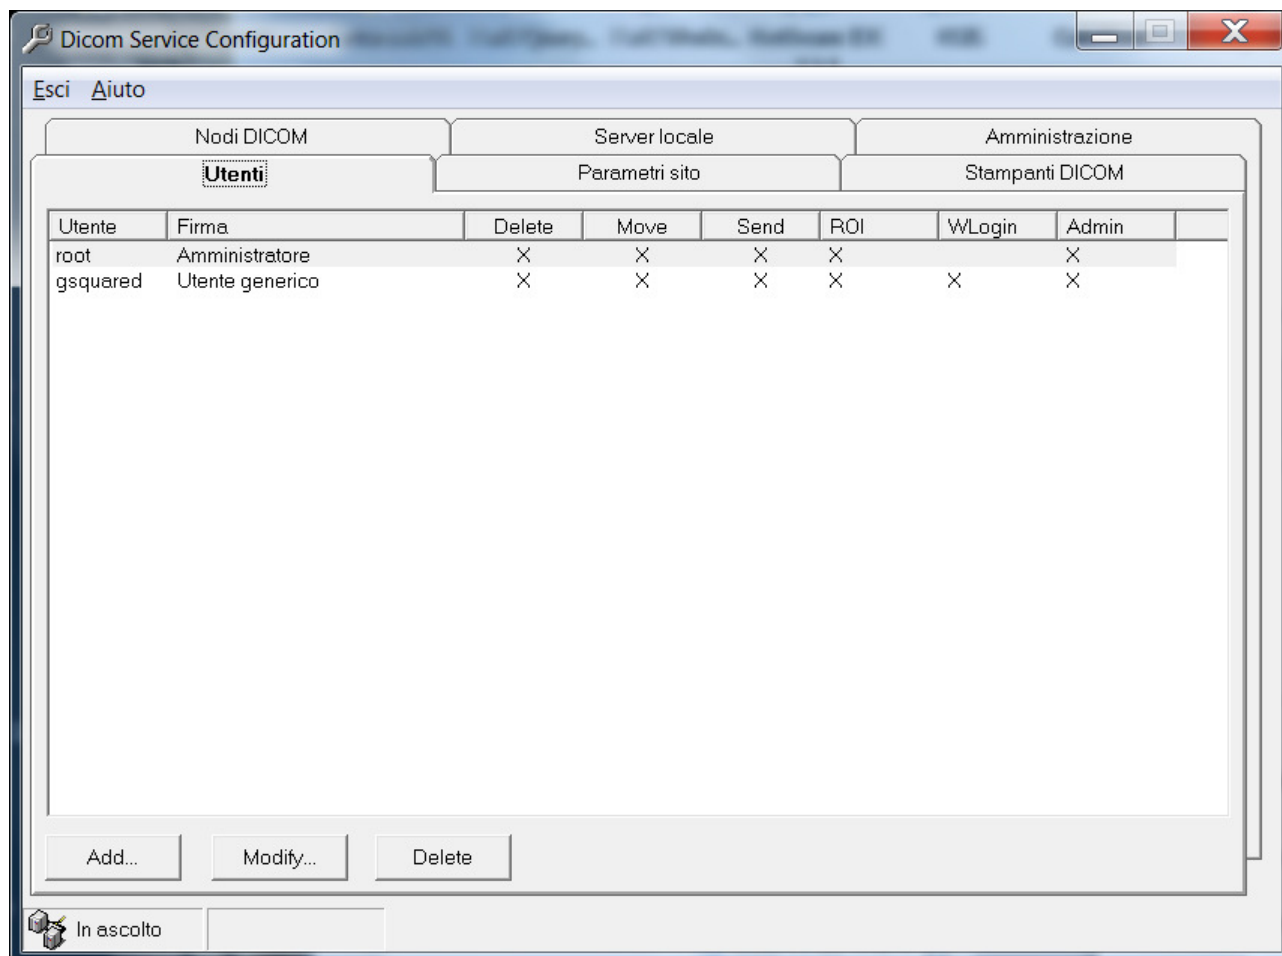 Dicom Service Configuration
Esci Aiuto
Nodi DICOM Server locale Amministrazione
Utenti Parametri sito Stampanti DICOM
Utente Firma Delete Move Send ROI WLogin Admin
root Amministratore X X X X X
gsquared Utente generico X X X X X X
Add... Modify... Delete
In ascolto